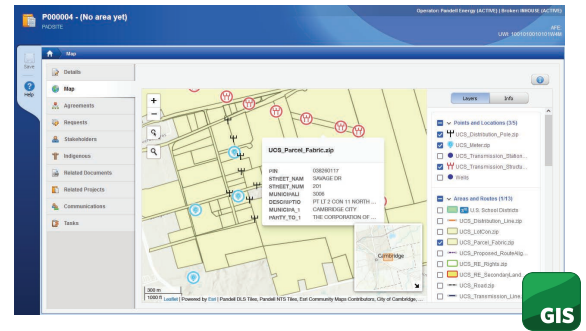 P000004 - (No area yet)
PADSITE
Operator: Pandell Energy (ACTIVE) | Broker: INHOUSE (ACTIVE)
AFE:
Save
Help
Map
Details
Map
Agreements
Requests
Stakeholders
Indigenous
Related Documents
Related Projects
Communications
Tasks
+
−
UCS_Parcel_Fabric.zip
PIN 038280117
STREET_NAM SAVAGE DR
STREET_NUM 201
MUNICIPALI 3006
DESCRIPTIO PT LT 2 CON 11 NORTH ...
MUNICIPA_1 CAMBRIDGE CITY
PARTY_TO_1 THE CORPORATION OF ...
Cambridge
300 m
1000 ft
Leaflet | Powered by Esri | Pandell DLS Tiles, Pandell NTS Tiles, Esri Community Maps Contributors, City of Cambridge, ...
Layers
Info
Points and Locations (3/5)
UCS_Distribution_Pole.zip
UCS_Meter.zip
UCS_Transmission_Station...
UCS_Transmission_Structu...
Wells
Areas and Routes (1/13)
U.S. School Districts
UCS_Distribution_Line.zip
UCS_LotCon.zip
UCS_Parcel_Fabric.zip
UCS_Proposed_RouteAlig...
UCS_RE_Rights.zip
UCS_RE_SecondaryLand...
UCS_Road.zip
UCS_Transmission_Line...
GIS